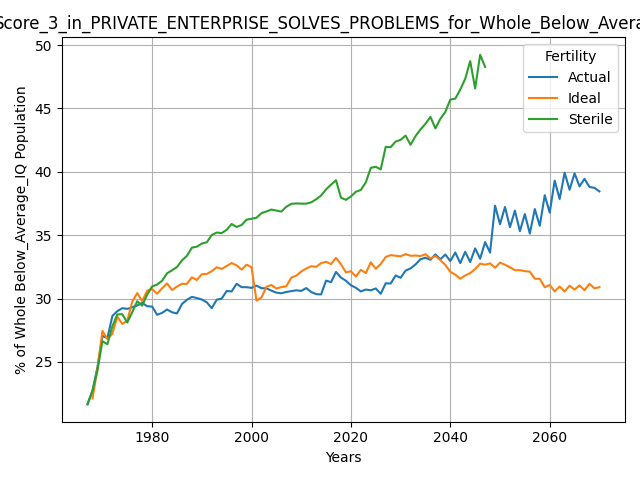 Score_3_in_PRIVATE_ENTERPRISE_SOLVES_PROBLEMS_for_Whole_Below_Avera
50
45
40
35
30
25
% of Whole Below_Average_IQ Population
Fertility
Actual
Ideal
Sterile
1980
2000
2020
2040
2060
Years